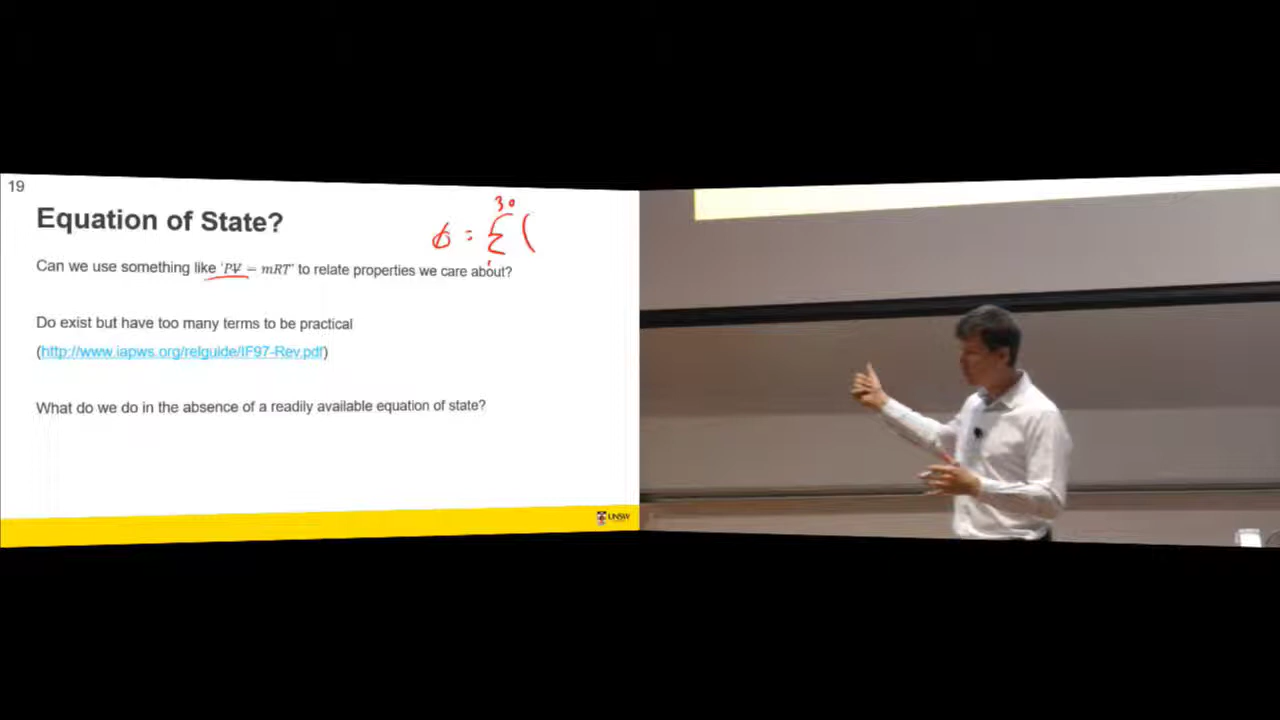 19
Equation of State?
30
= Σ (
Can we use something like 'PV = mRT' to relate properties we care about?
Do exist but have too many terms to be practical
(http://www.iapws.org/relguide/IF97-Rev.pdf)
What do we do in the absence of a readily available equation of state?
UNSW